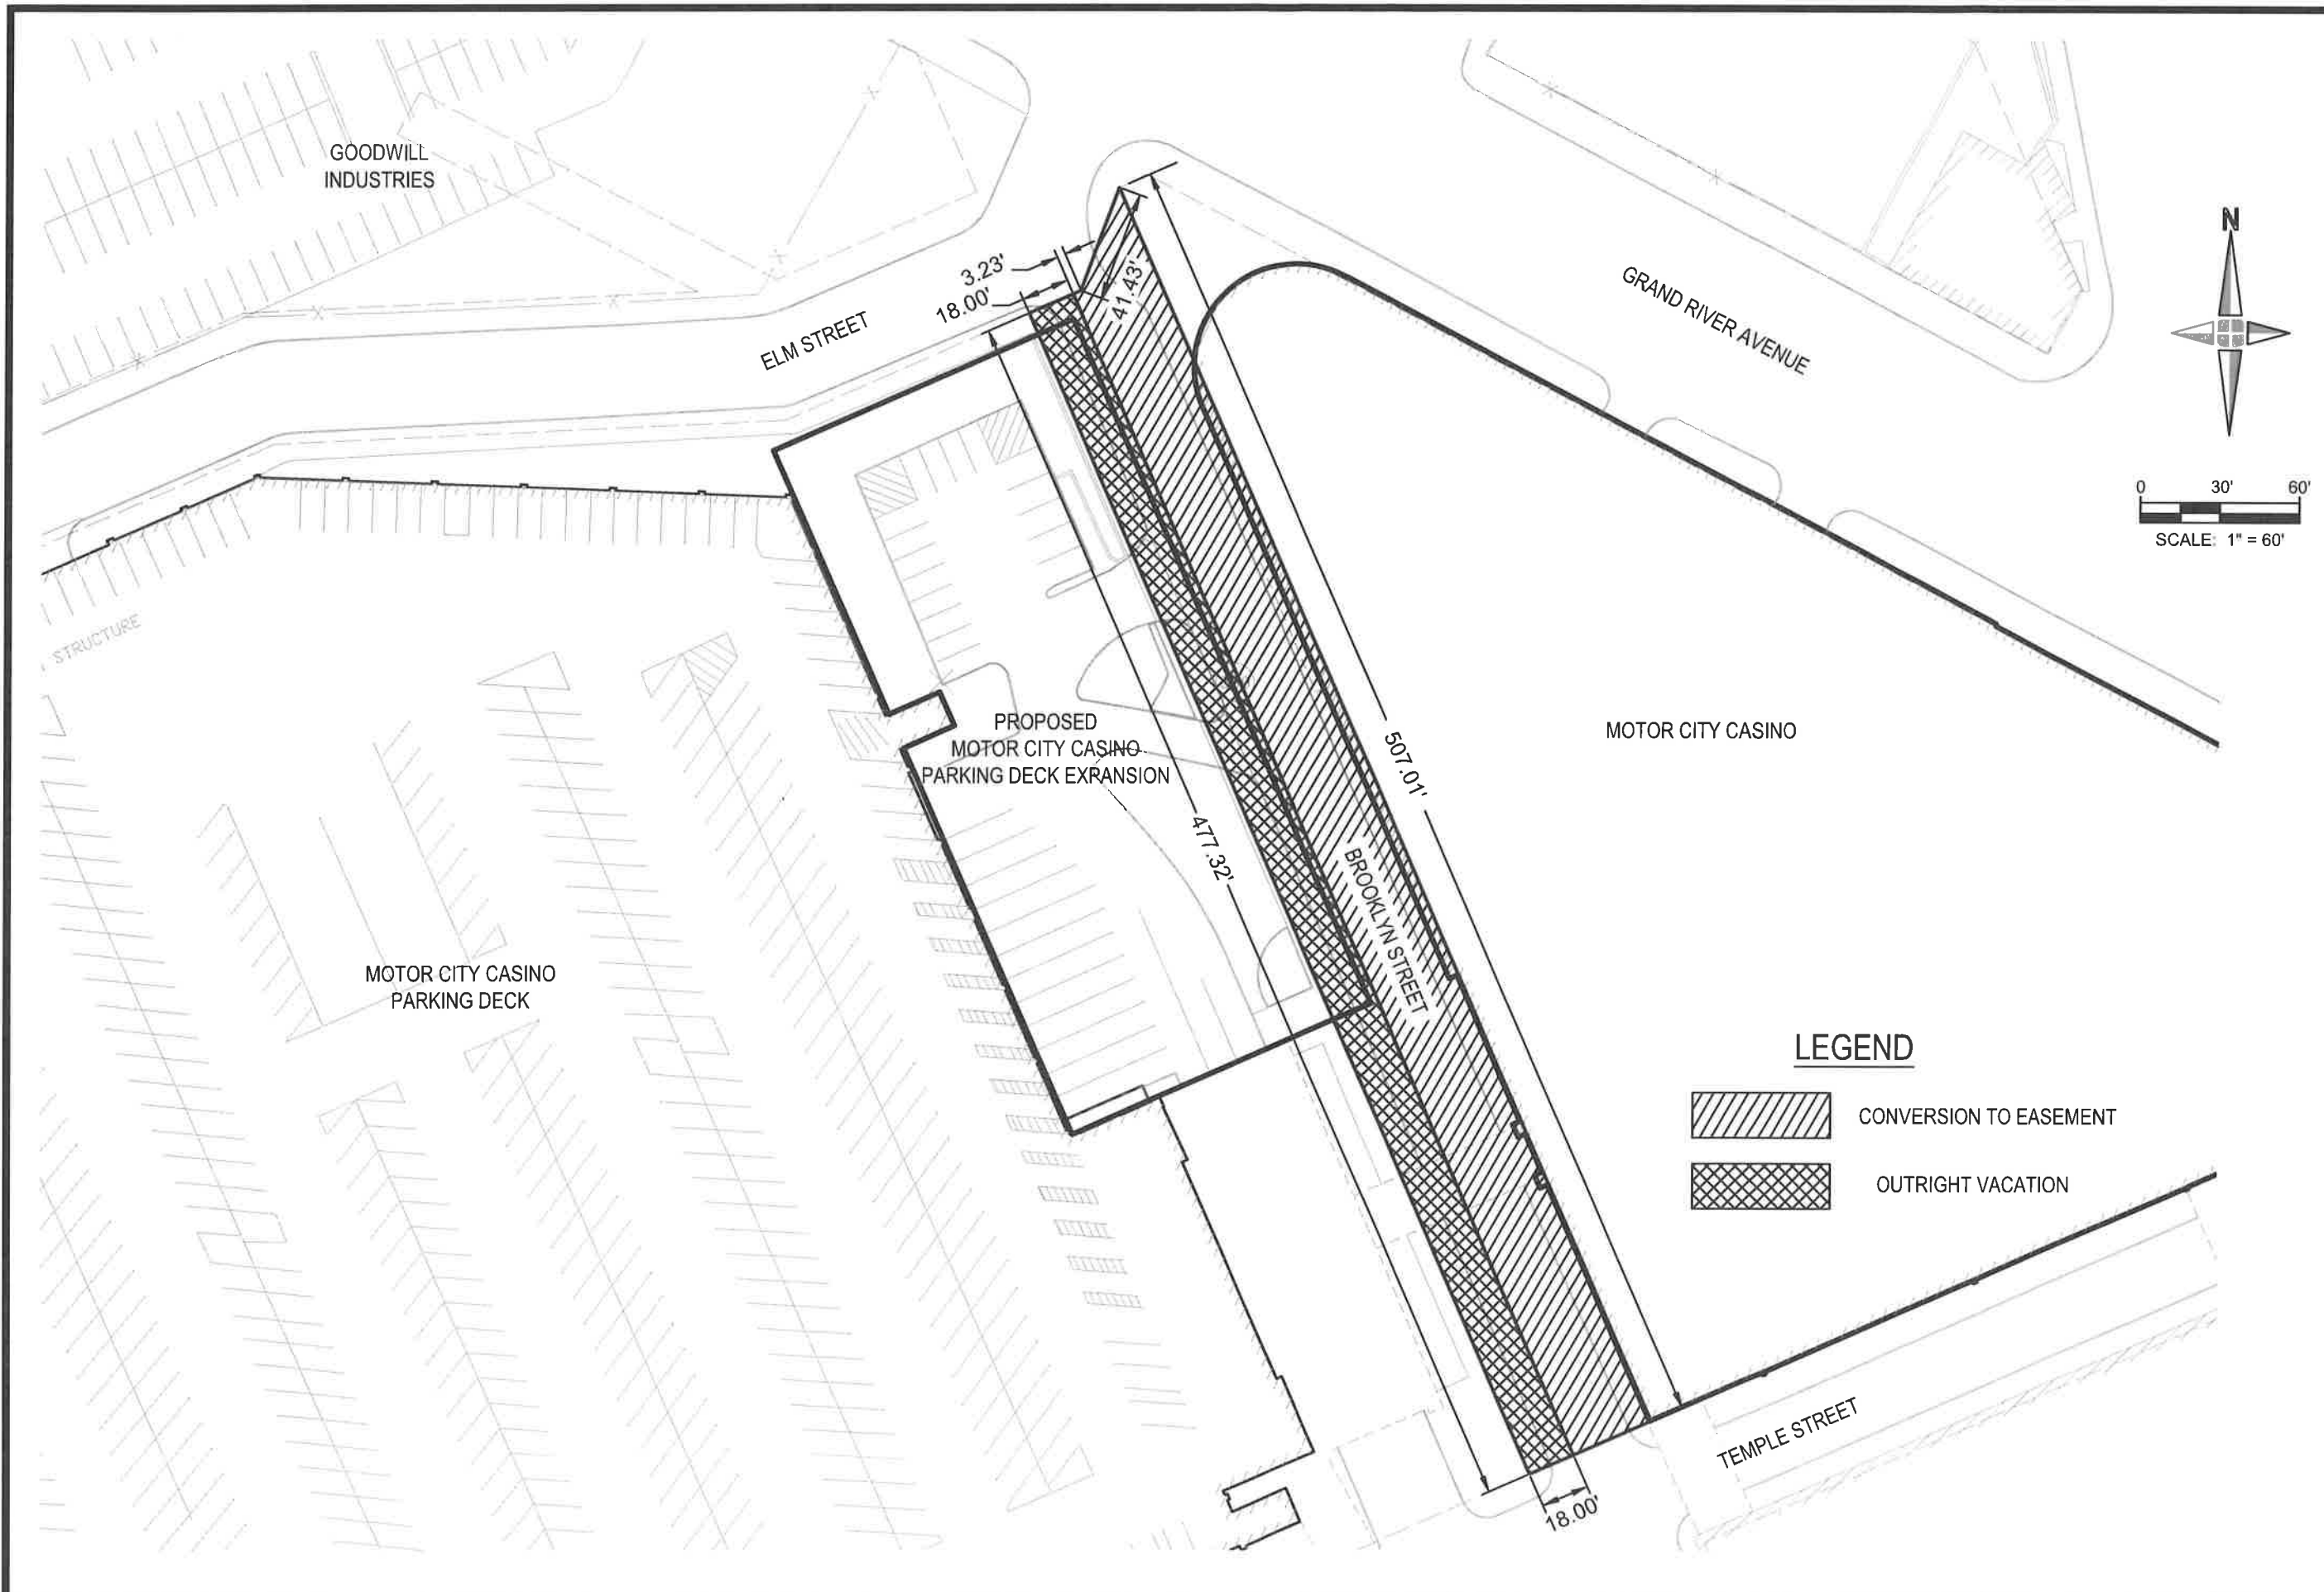 GOODWILL
INDUSTRIES
N
3.23'
18.00'
41.43'
ELM STREET
GRAND RIVER AVENUE
0 30' 60'
SCALE: 1" = 60'
STRUCTURE
PROPOSED
MOTOR CITY CASINO
PARKING DECK EXPANSION
MOTOR CITY CASINO
507.01'
477.32'
BROOKLYN STREET
MOTOR CITY CASINO
PARKING DECK
LEGEND
CONVERSION TO EASEMENT
OUTRIGHT VACATION
TEMPLE STREET
18.00'